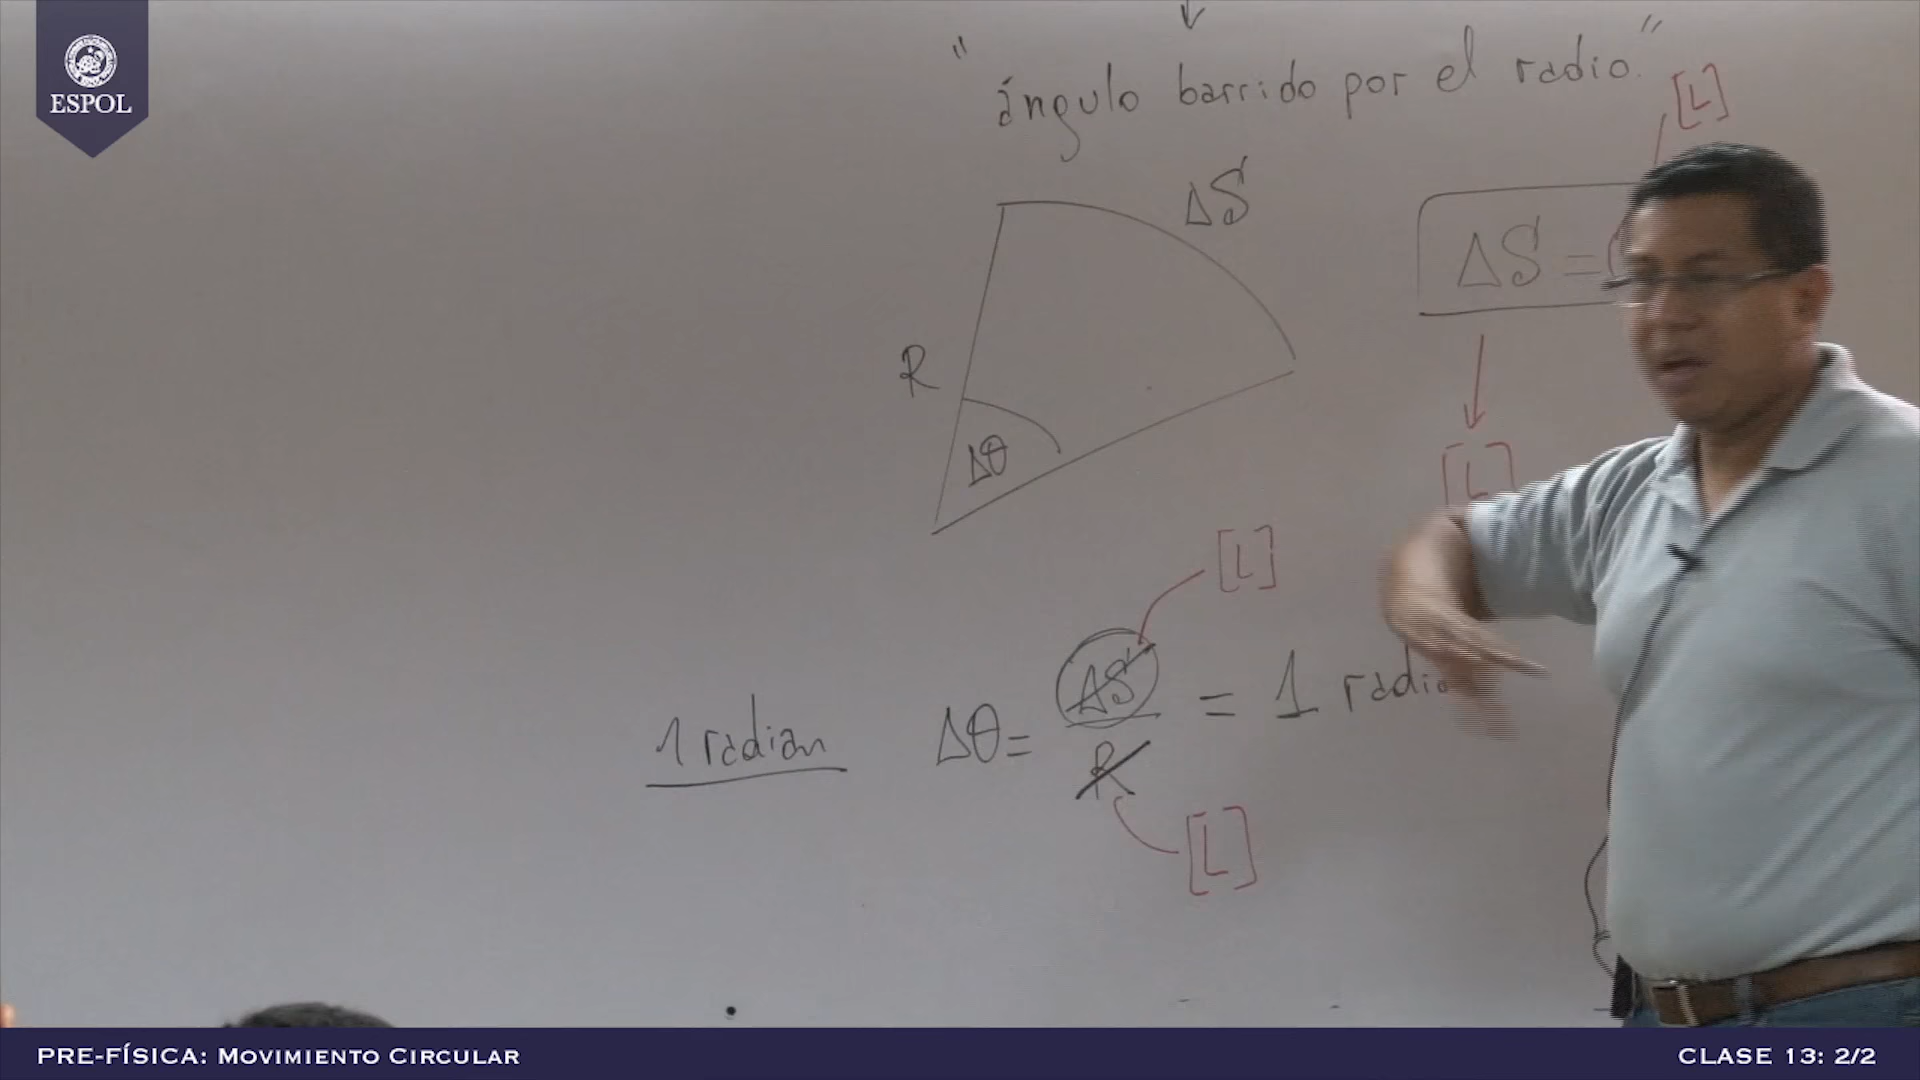 ESPOL
"ángulo barrido por el radio."
[L]
ΔS
ΔS =
R
Δθ
[L]
[L]
1 radian Δθ = ΔS / R = 1 radi
[L]
PRE-FÍSICA: MOVIMIENTO CIRCULAR
CLASE 13: 2/2